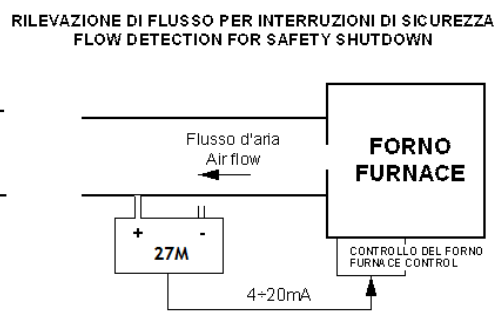 RILEVAZIONE DI FLUSSO PER INTERRUZIONI DI SICUREZZA
FLOW DETECTION FOR SAFETY SHUTDOWN
Flusso d'aria
Air flow
FORNO
FURNACE
+ -
27M
CONTROLLO DEL FORNO
FURNACE CONTROL
4÷20mA